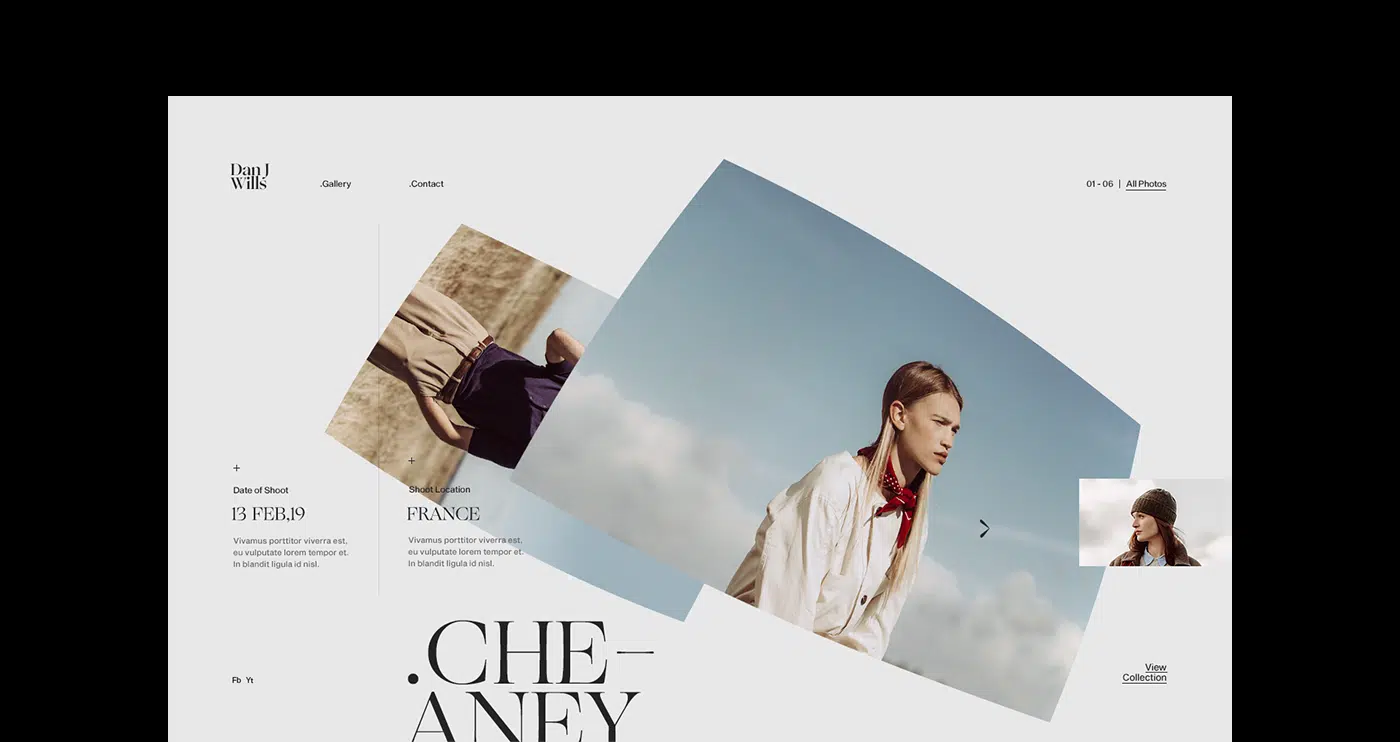 Dan J
Wills
.Gallery
.Contact
01 - 06 | All Photos
+
Date of Shoot
13 FEB,19
Vivamus porttitor viverra est,
eu vulputate lorem tempor et.
In blandit ligula id nisl.
+
Shoot Location
FRANCE
Vivamus porttitor viverra est,
eu vulputate lorem tempor et.
In blandit ligula id nisl.
.CHE–
ANEY
Fb Yt
View
Collection